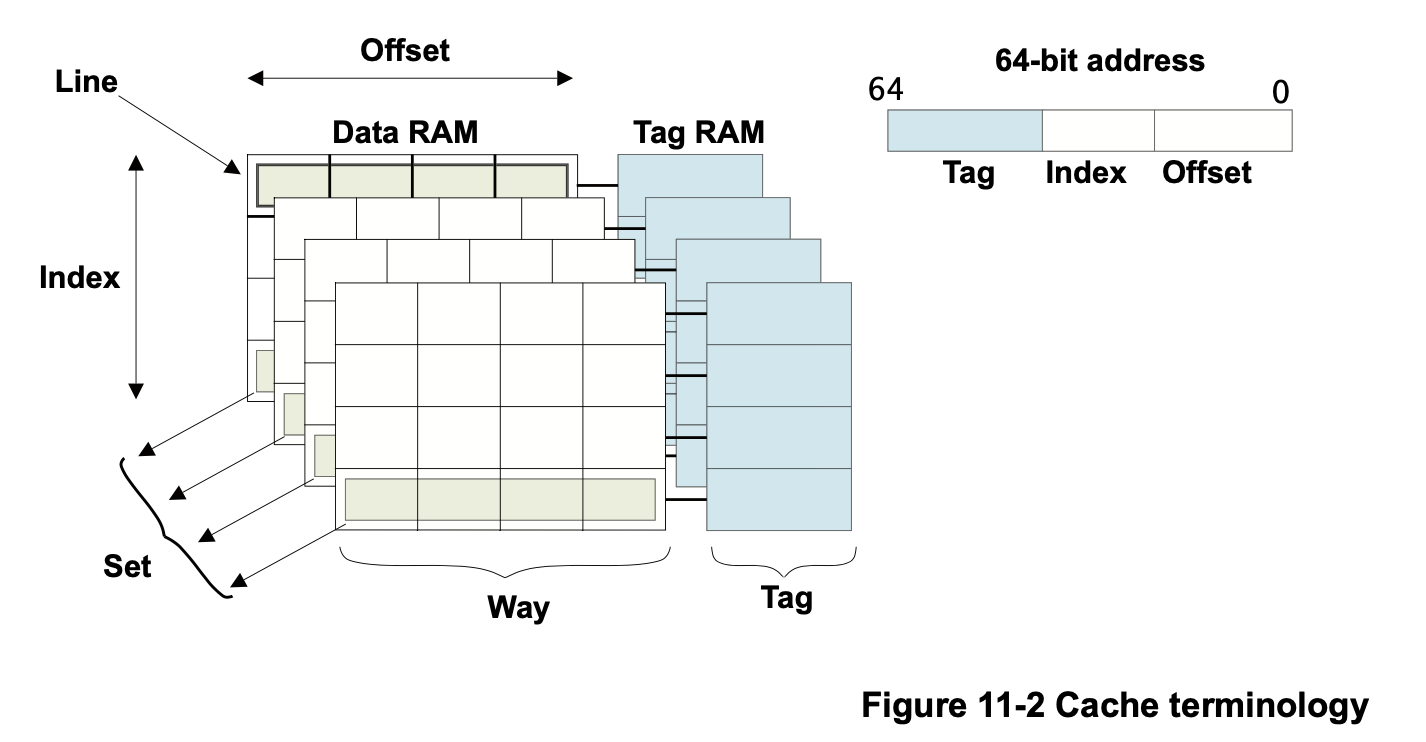 Offset
64-bit address
Line
64
0
Data RAM
Tag RAM
Tag
Index
Offset
Index
Set
Way
Tag
Figure 11-2 Cache terminology